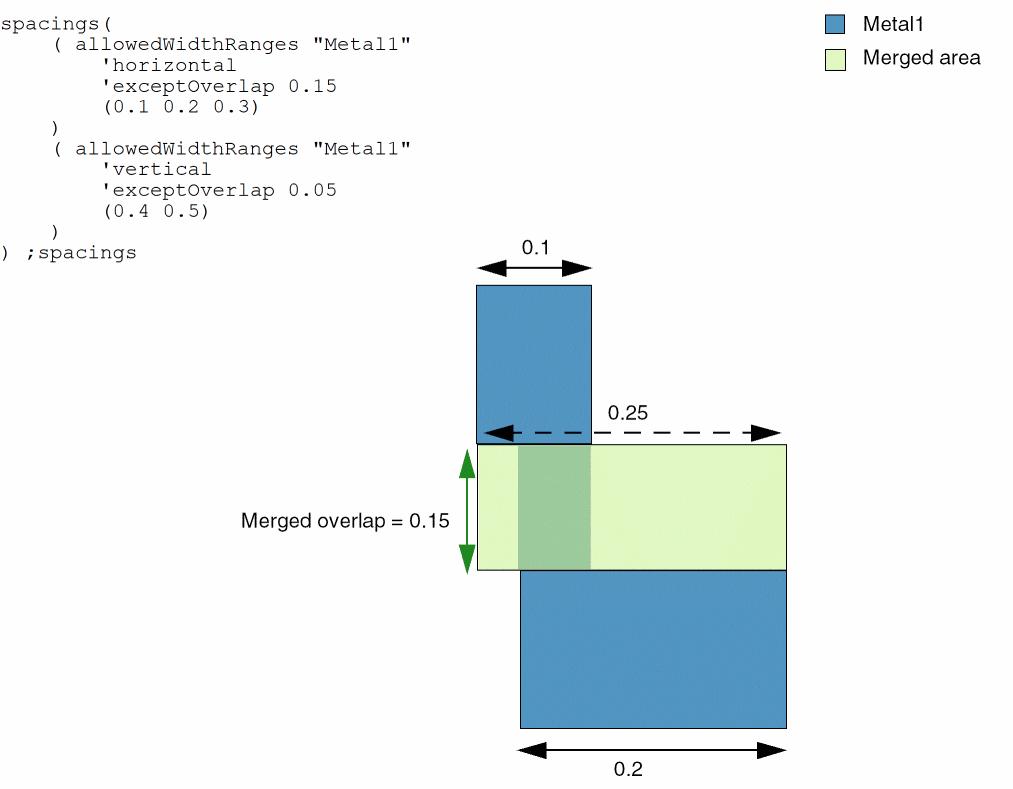 spacings(
( allowedWidthRanges "Metal1"
'horizontal
'exceptOverlap 0.15
(0.1 0.2 0.3)
)
( allowedWidthRanges "Metal1"
'vertical
'exceptOverlap 0.05
(0.4 0.5)
)
) ;spacings
Metal1
Merged area
0.1
0.25
Merged overlap = 0.15
0.2